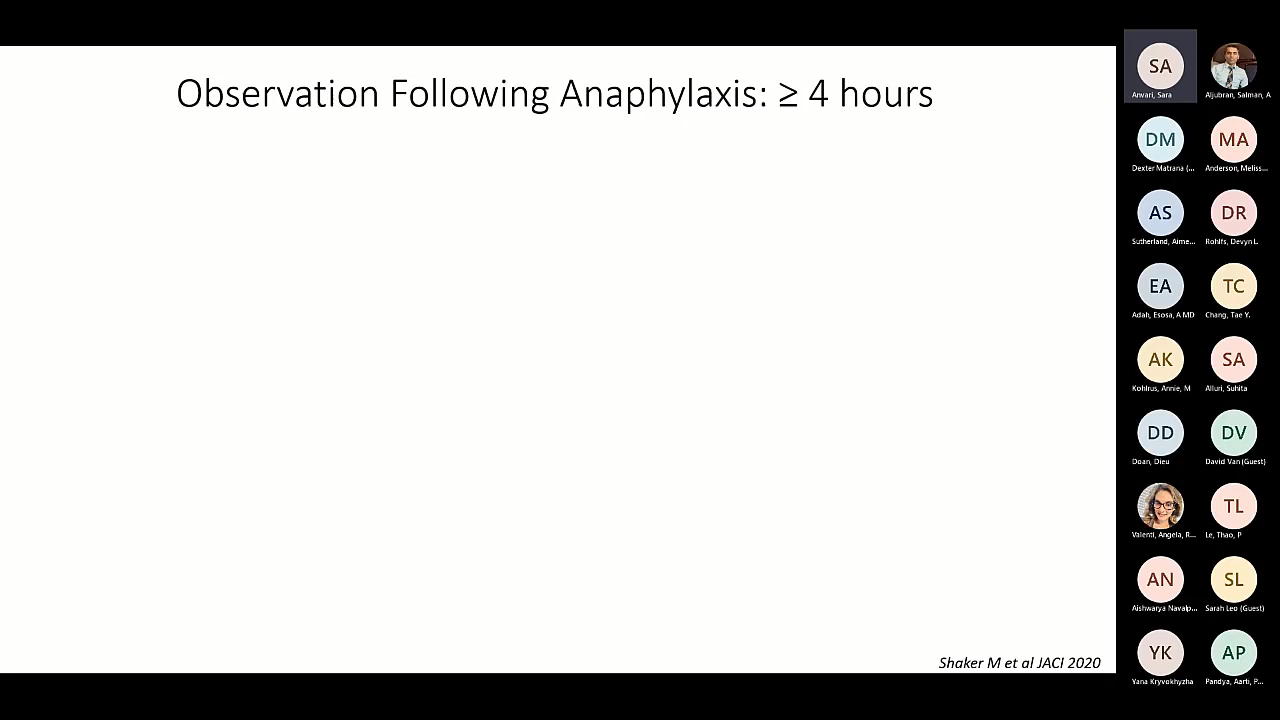 Observation Following Anaphylaxis: ≥ 4 hours
Shaker M et al JACI 2020
SA
Anvari, Sara
Aljubran, Salman, A
DM
MA
Dexter Matrana (...
Anderson, Meliss...
AS
DR
Sutherland, Aime...
Rohlfs, Devyn L.
EA
TC
Adah, Esosa, A MD
Chang, Tae Y.
AK
SA
Kohlrus, Annie, M
Alluri, Suhita
DD
DV
Doan, Dieu
David Van (Guest)
TL
Valenti, Angela, R...
Le, Thao, P
AN
SL
Aishwarya Navalp...
Sarah Leo (Guest)
YK
AP
Yana Kryvokhyzha
Pandya, Aarti, P...